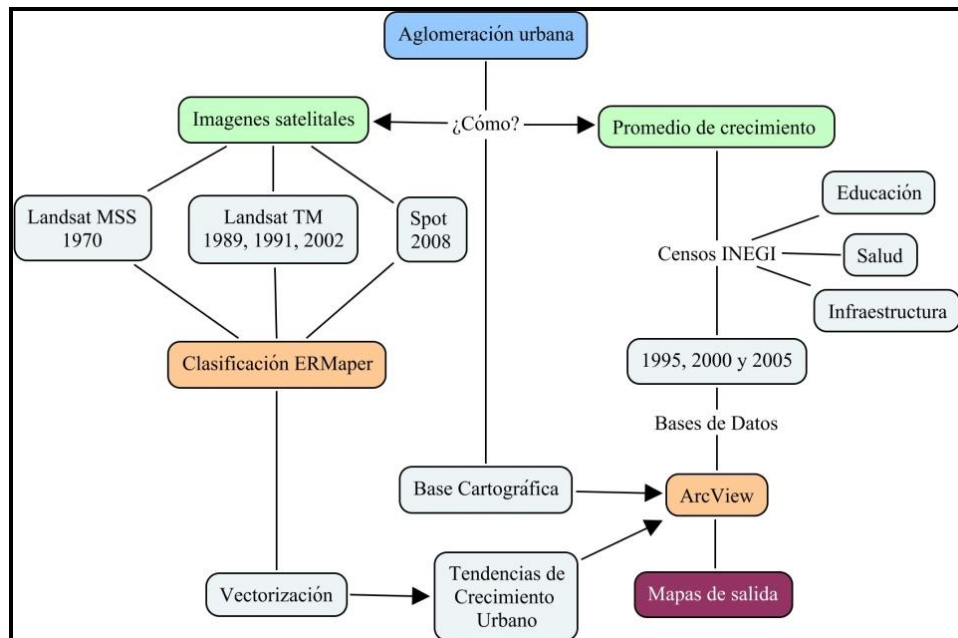 Aglomeración urbana
Imagenes satelitales
¿Cómo?
Promedio de crecimiento
Landsat MSS
1970
Landsat TM
1989, 1991, 2002
Spot
2008
Educación
Censos INEGI
Salud
Infraestructura
Clasificación ERMaper
1995, 2000 y 2005
Bases de Datos
Base Cartográfica
ArcView
Vectorización
Tendencias de
Crecimiento
Urbano
Mapas de salida